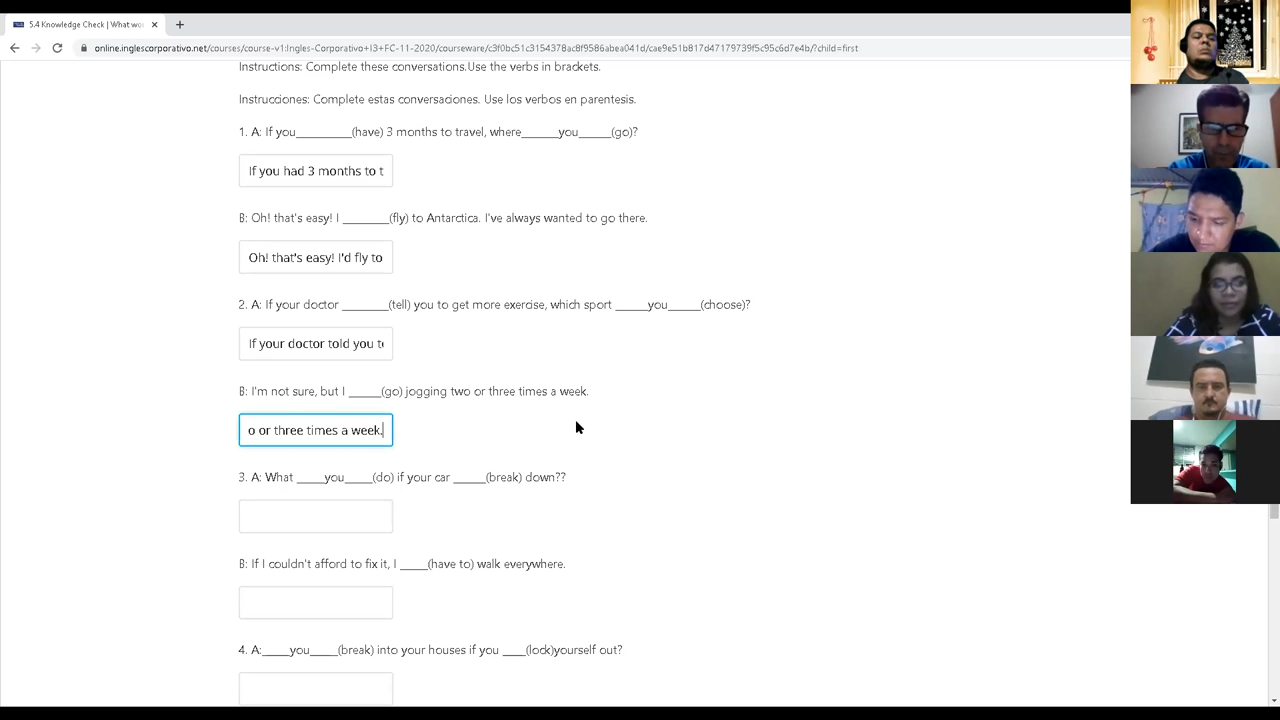 5.4 Knowledge Check | What wo
online.inglescorporativo.net/courses/course-v1:Ingles-Corporativo+I3+FC-11-2020/courseware/c3f0bc51c3154378ac8f9586abea041d/cae9e51b817d47179739f5c95c6d7e4b/?child=first
Instructions: Complete these conversations.Use the verbs in brackets.
Instrucciones: Complete estas conversaciones. Use los verbos en parentesis.
1. A: If you_________(have) 3 months to travel, where______you_____(go)?
If you had 3 months to t
B: Oh! that's easy! I ________(fly) to Antarctica. I've always wanted to go there.
Oh! that's easy! I'd fly to
2. A: If your doctor ________(tell) you to get more exercise, which sport ______you______(choose)?
If your doctor told you to
B: I'm not sure, but I ______(go) jogging two or three times a week.
o or three times a week.
3. A: What _____you_____(do) if your car ______(break) down??
B: If I couldn't afford to fix it, I _____(have to) walk everywhere.
4. A:_____you_____(break) into your houses if you ____(lock)yourself out?